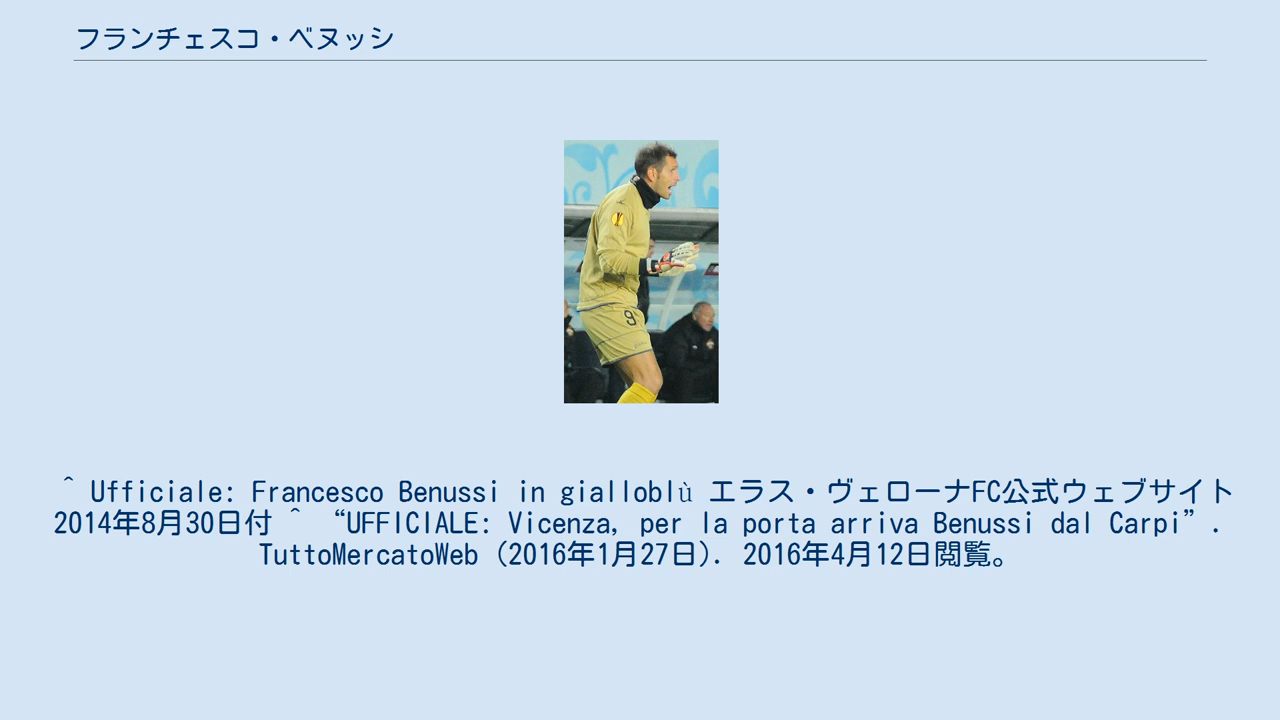 フランチェスコ・ベヌッシ
9
^ Ufficiale: Francesco Benussi in gialloblù エラス・ヴェローナFC公式ウェブサイト
2014年8月30日付 ^ “UFFICIALE: Vicenza, per la porta arriva Benussi dal Carpi”.
TuttoMercatoWeb (2016年1月27日). 2016年4月12日閲覧。